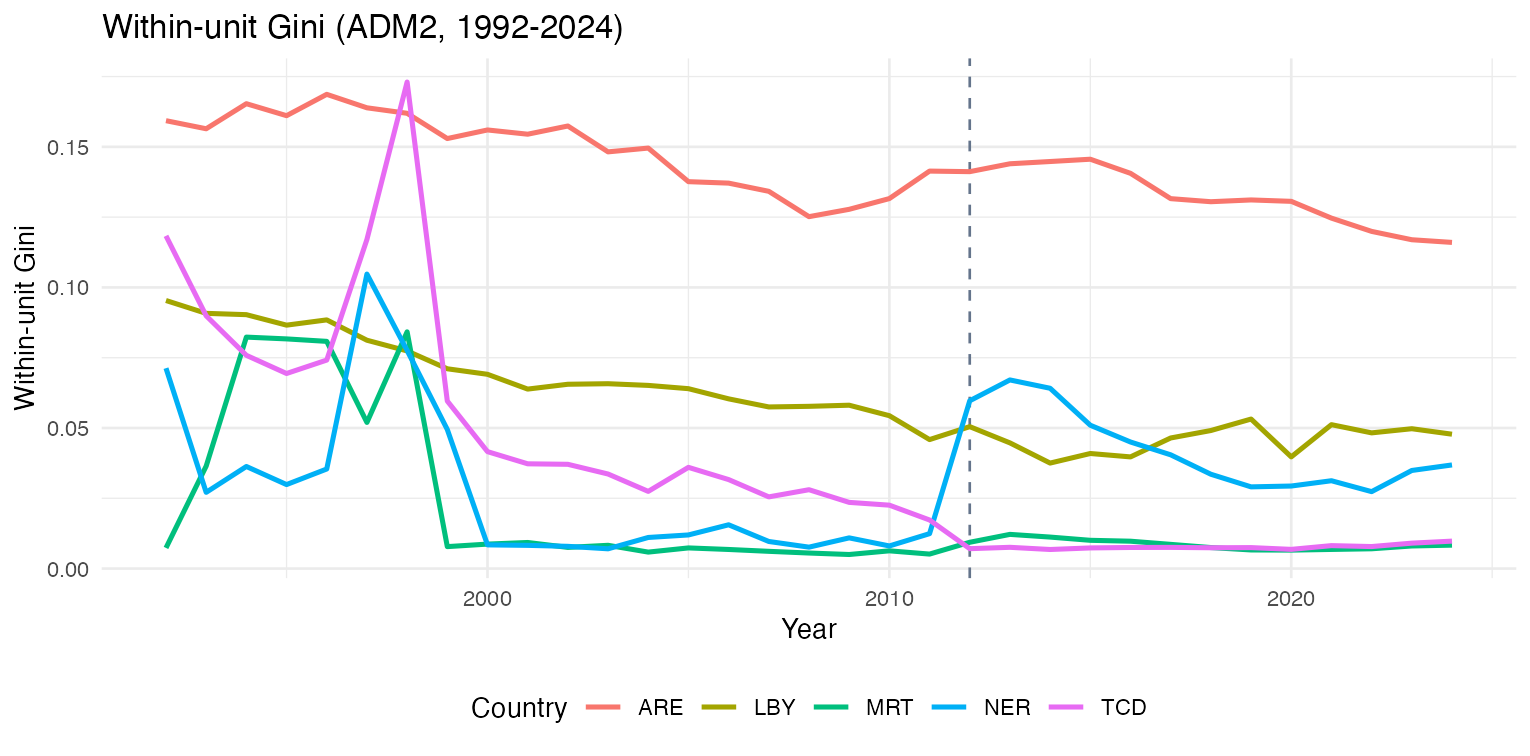 Within-unit Gini (ADM2, 1992-2024)
Within-unit Gini
0.15
0.10
0.05
0.00
2000 2010 2020
Year
Country ARE LBY MRT NER TCD